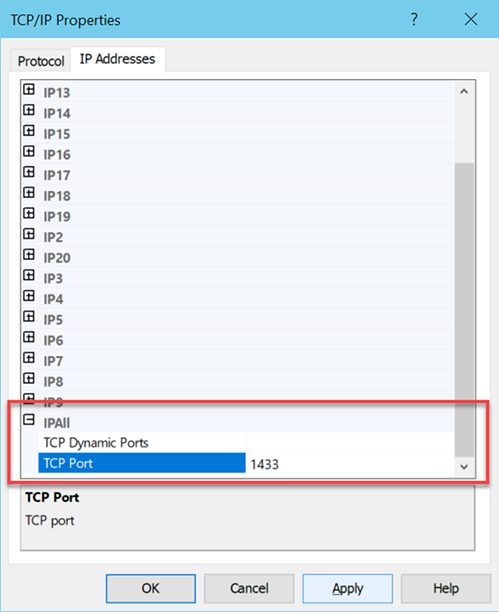 TCP/IP Properties ? ×
Protocol IP Addresses
IP13
IP14
IP15
IP16
IP17
IP18
IP19
IP2
IP20
IP3
IP4
IP5
IP6
IP7
IP8
IP9
IPAll
TCP Dynamic Ports
TCP Port 1433
TCP Port
TCP port
OK Cancel Apply Help